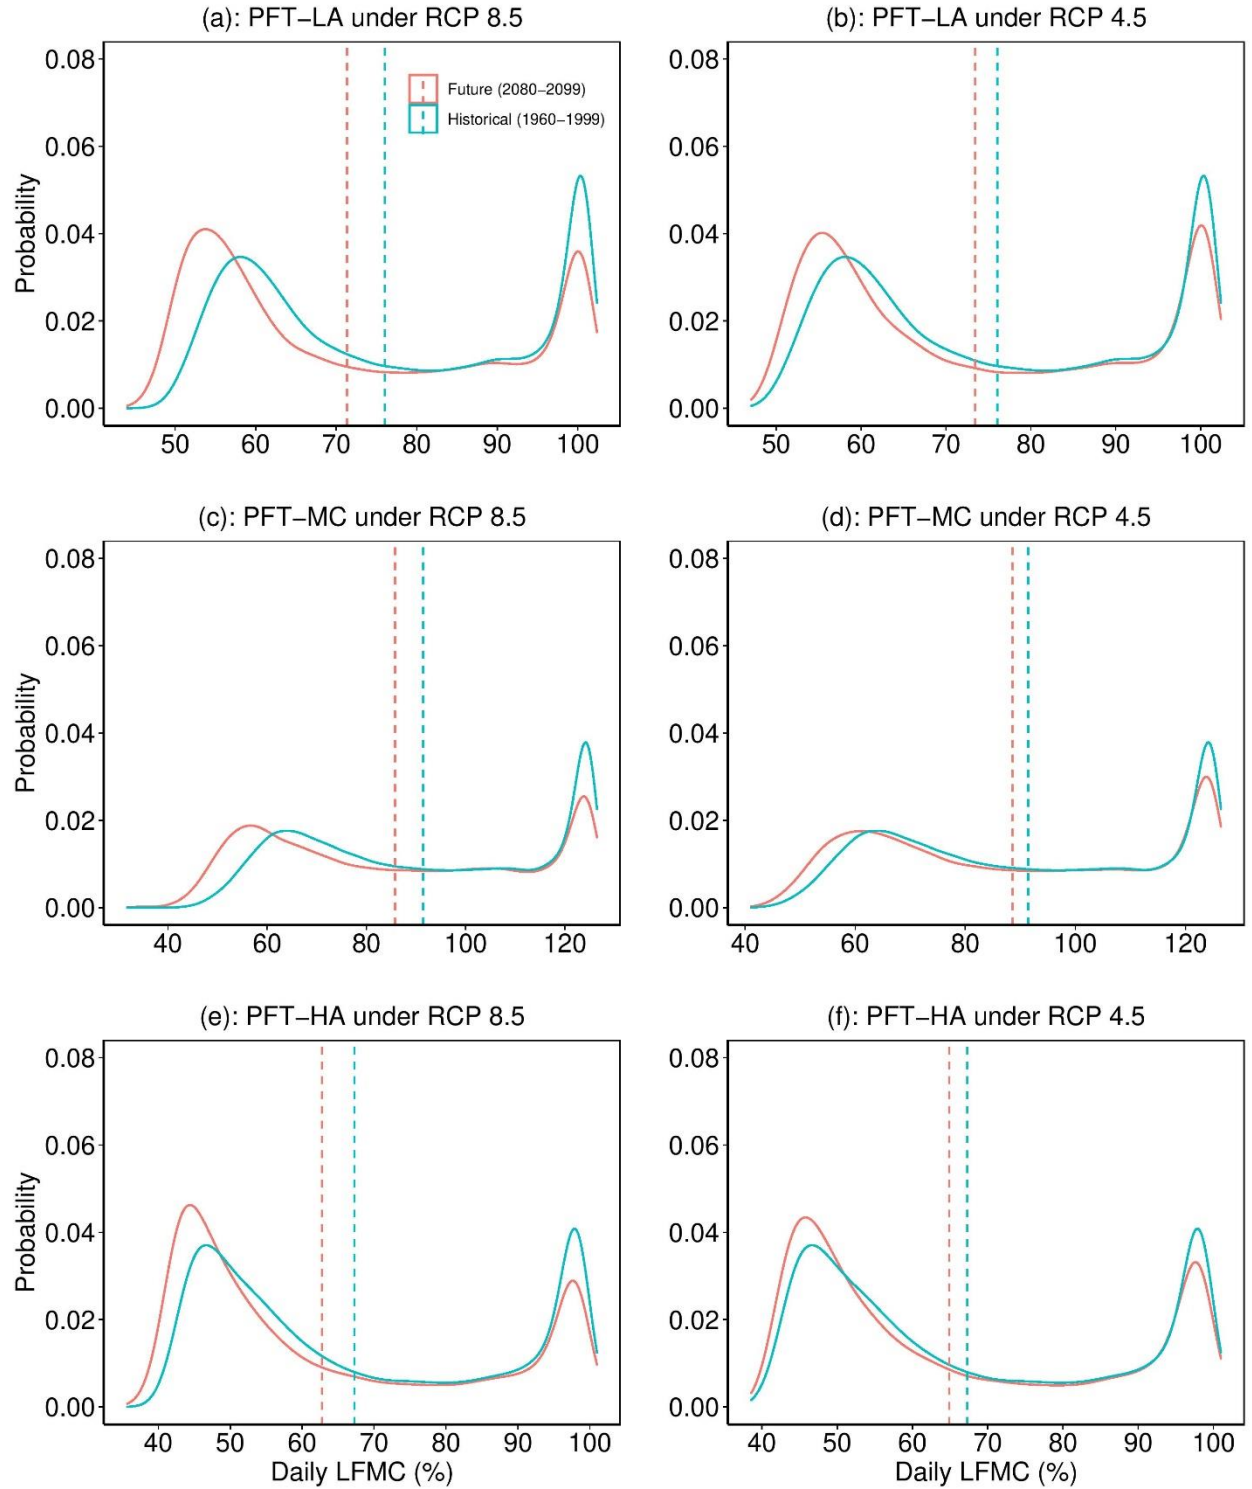 (a): PFT−LA under RCP 8.5
Probability
0.08
0.06
0.04
0.02
0.00
50 60 70 80 90 100
Future (2080−2099)
Historical (1960−1999)
(b): PFT−LA under RCP 4.5
0.08
0.06
0.04
0.02
0.00
50 60 70 80 90 100
(c): PFT−MC under RCP 8.5
Probability
0.08
0.06
0.04
0.02
0.00
40 60 80 100 120
(d): PFT−MC under RCP 4.5
0.08
0.06
0.04
0.02
0.00
40 60 80 100 120
(e): PFT−HA under RCP 8.5
Probability
0.08
0.06
0.04
0.02
0.00
40 50 60 70 80 90 100
Daily LFMC (%)
(f): PFT−HA under RCP 4.5
0.08
0.06
0.04
0.02
0.00
40 50 60 70 80 90 100
Daily LFMC (%)